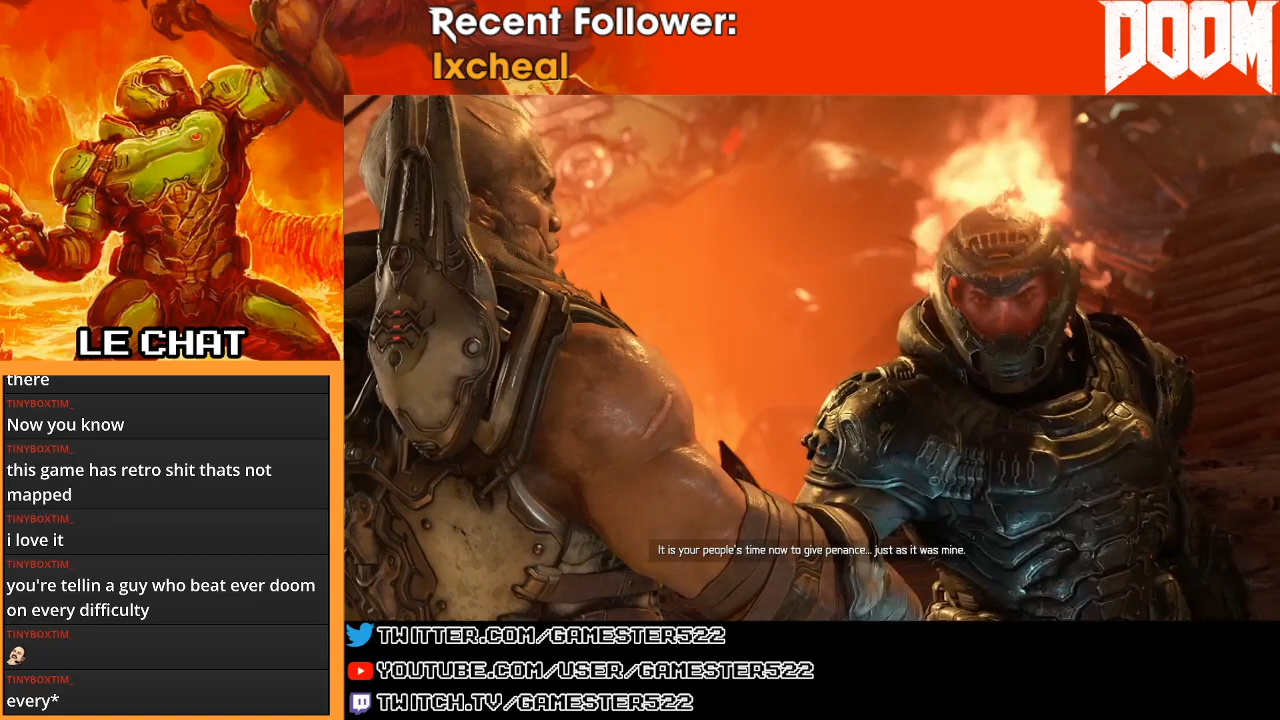 Recent Follower:
Ixcheal
DOOM
LE CHAT
there
TINYBOXTIM_
Now you know
TINYBOXTIM_
this game has retro shit thats not
mapped
TINYBOXTIM_
i love it
TINYBOXTIM_
you're tellin a guy who beat ever doom
on every difficulty
TINYBOXTIM_
TINYBOXTIM_
every*
It is your people's time now to give penance... just as it was mine.
TWITTER.COM/GAMESTER522
YOUTUBE.COM/USER/GAMESTER522
TWITCH.TV/GAMESTER522